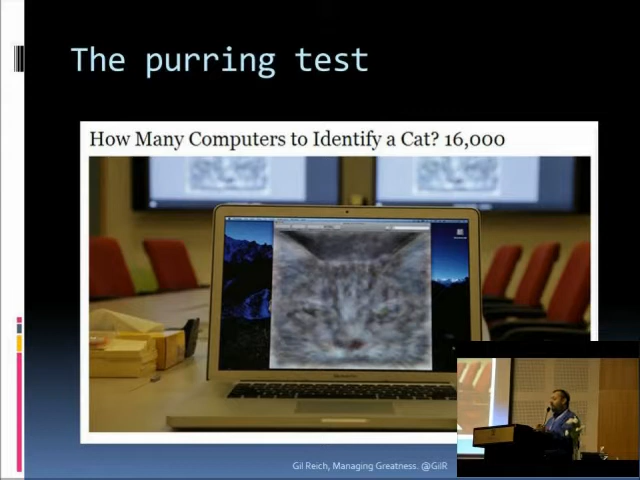 The purring test
How Many Computers to Identify a Cat? 16,000
Gil Reich, Managing Greatness. @GilR